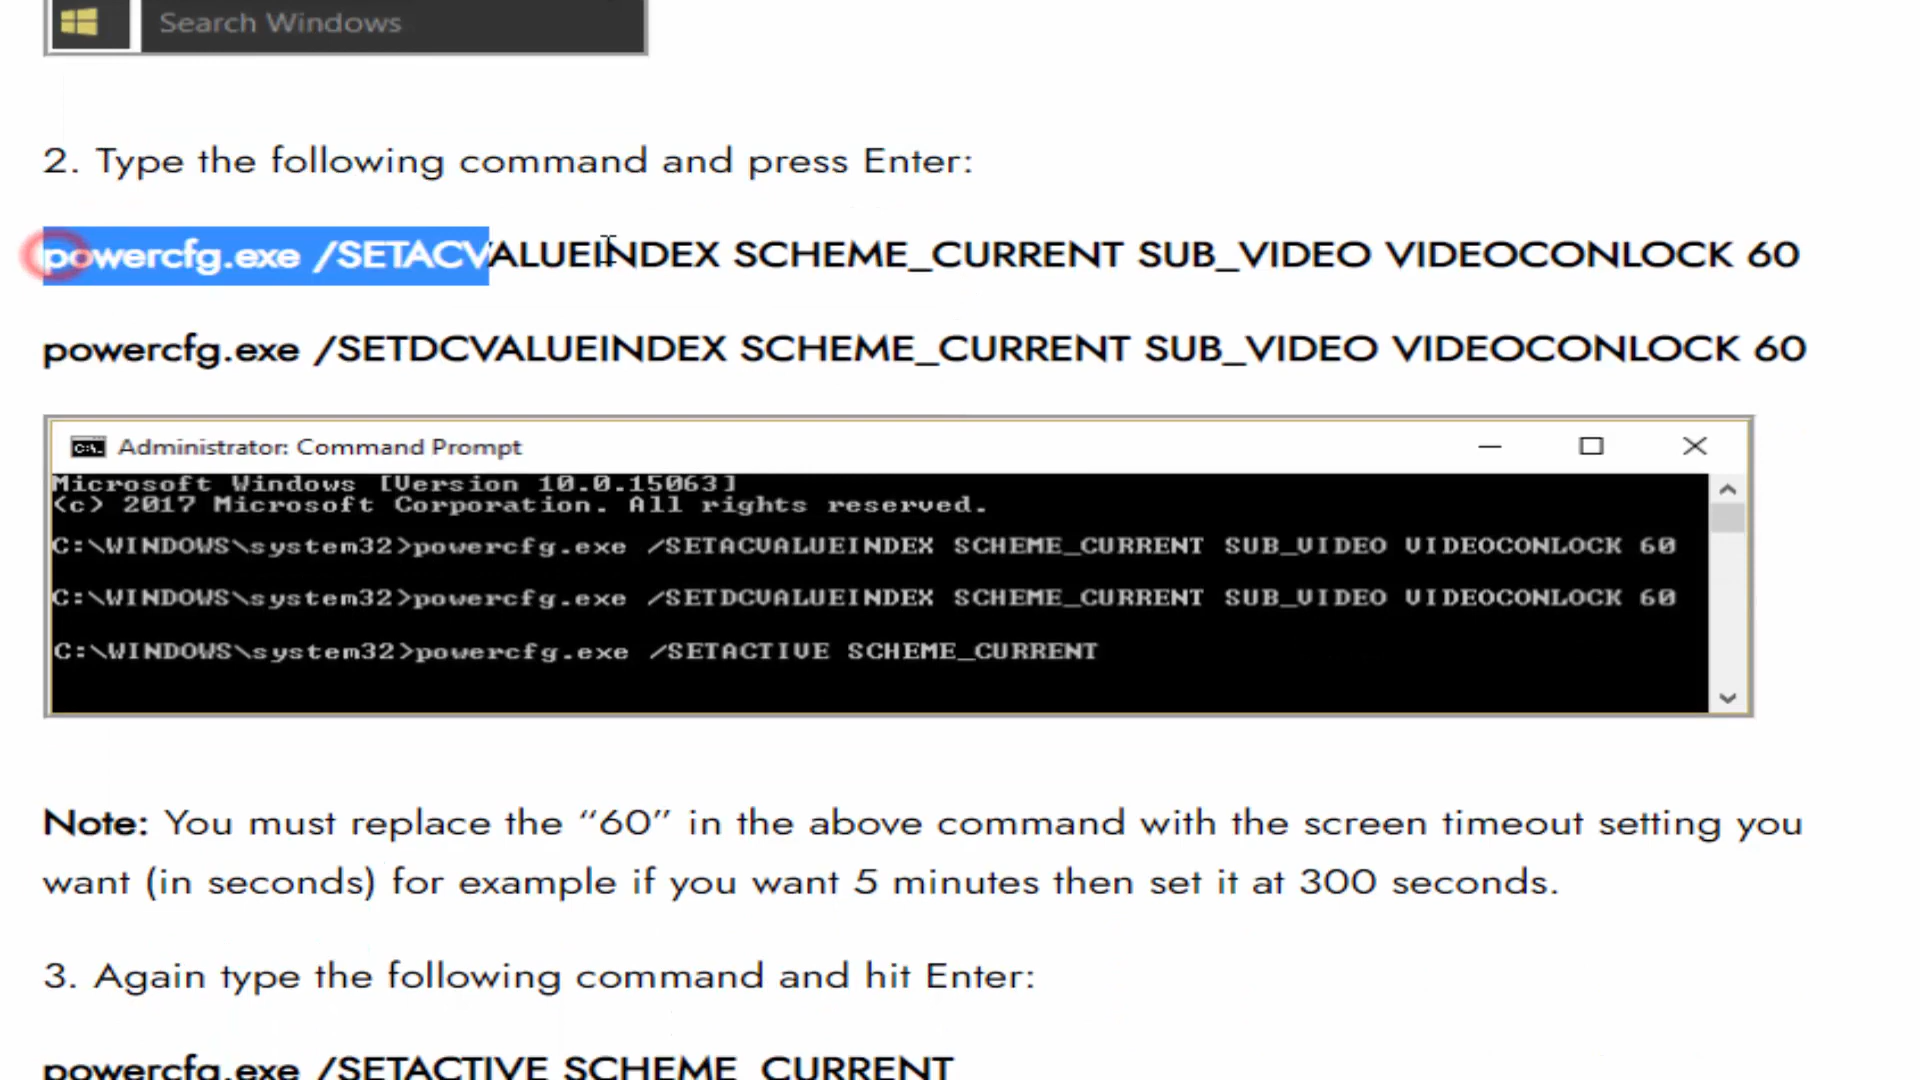 Search Windows
2. Type the following command and press Enter:
powercfg.exe /SETACVALUEINDEX SCHEME_CURRENT SUB_VIDEO VIDEOCONLOCK 60
powercfg.exe /SETDCVALUEINDEX SCHEME_CURRENT SUB_VIDEO VIDEOCONLOCK 60
Administrator: Command Prompt
Microsoft Windows [Version 10.0.15063]
(c) 2017 Microsoft Corporation. All rights reserved.
C:\WINDOWS\system32>powercfg.exe /SETACVALUEINDEX SCHEME_CURRENT SUB_VIDEO VIDEOCONLOCK 60
C:\WINDOWS\system32>powercfg.exe /SETDCVALUEINDEX SCHEME_CURRENT SUB_VIDEO VIDEOCONLOCK 60
C:\WINDOWS\system32>powercfg.exe /SETACTIVE SCHEME_CURRENT
Note: You must replace the “60” in the above command with the screen timeout setting you
want (in seconds) for example if you want 5 minutes then set it at 300 seconds.
3. Again type the following command and hit Enter:
powercfg.exe /SETACTIVE SCHEME_CURRENT